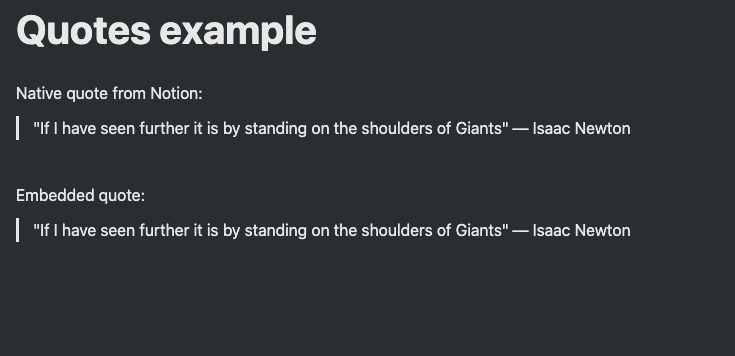 Quotes example
Native quote from Notion:
"If I have seen further it is by standing on the shoulders of Giants" — Isaac Newton
Embedded quote:
"If I have seen further it is by standing on the shoulders of Giants" — Isaac Newton